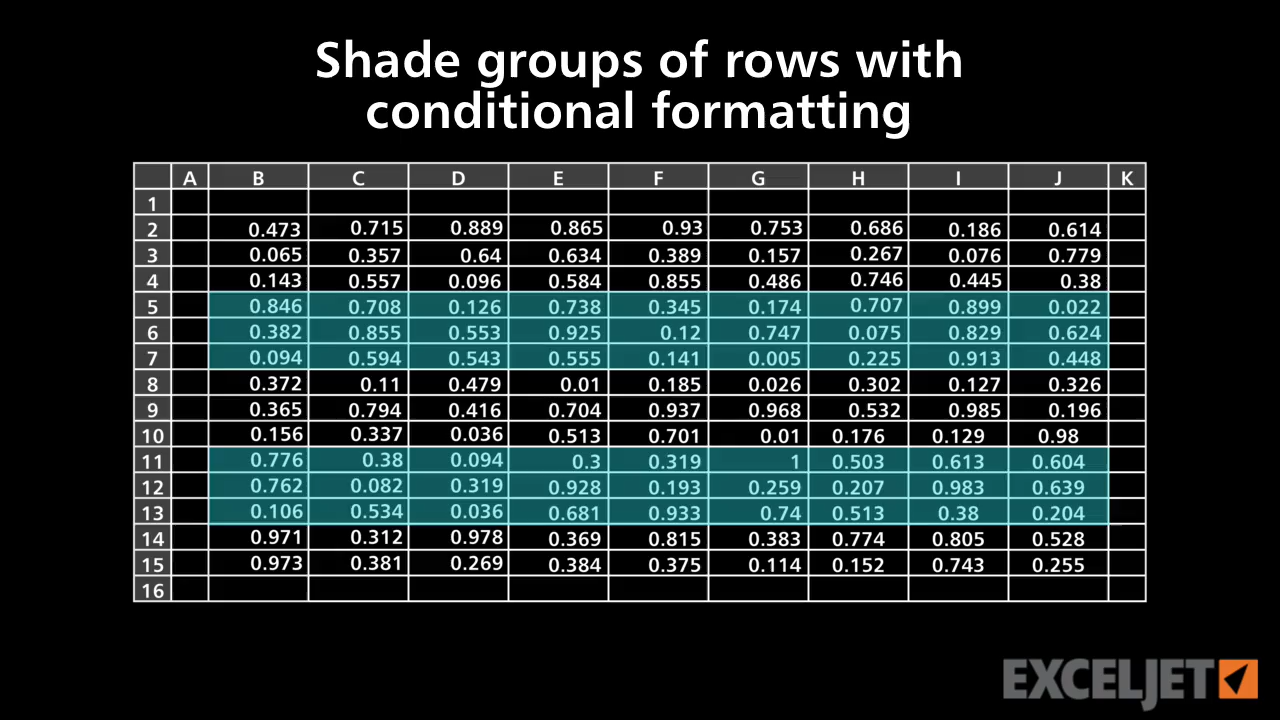 Shade groups of rows with
conditional formatting
A B C D E F G H I J K
1
2 0.473 0.715 0.889 0.865 0.93 0.753 0.686 0.186 0.614
3 0.065 0.357 0.64 0.634 0.389 0.157 0.267 0.076 0.779
4 0.143 0.557 0.096 0.584 0.855 0.486 0.746 0.445 0.38
5 0.846 0.708 0.126 0.738 0.345 0.174 0.707 0.899 0.022
6 0.382 0.855 0.553 0.925 0.12 0.747 0.075 0.829 0.624
7 0.094 0.594 0.543 0.555 0.141 0.005 0.225 0.913 0.448
8 0.372 0.11 0.479 0.01 0.185 0.026 0.302 0.127 0.326
9 0.365 0.794 0.416 0.704 0.937 0.968 0.532 0.985 0.196
10 0.156 0.337 0.036 0.513 0.701 0.01 0.176 0.129 0.98
11 0.776 0.38 0.094 0.3 0.319 1 0.503 0.613 0.604
12 0.762 0.082 0.319 0.928 0.193 0.259 0.207 0.983 0.639
13 0.106 0.534 0.036 0.681 0.933 0.74 0.513 0.38 0.204
14 0.971 0.312 0.978 0.369 0.815 0.383 0.774 0.805 0.528
15 0.973 0.381 0.269 0.384 0.375 0.114 0.152 0.743 0.255
16
EXCELJET